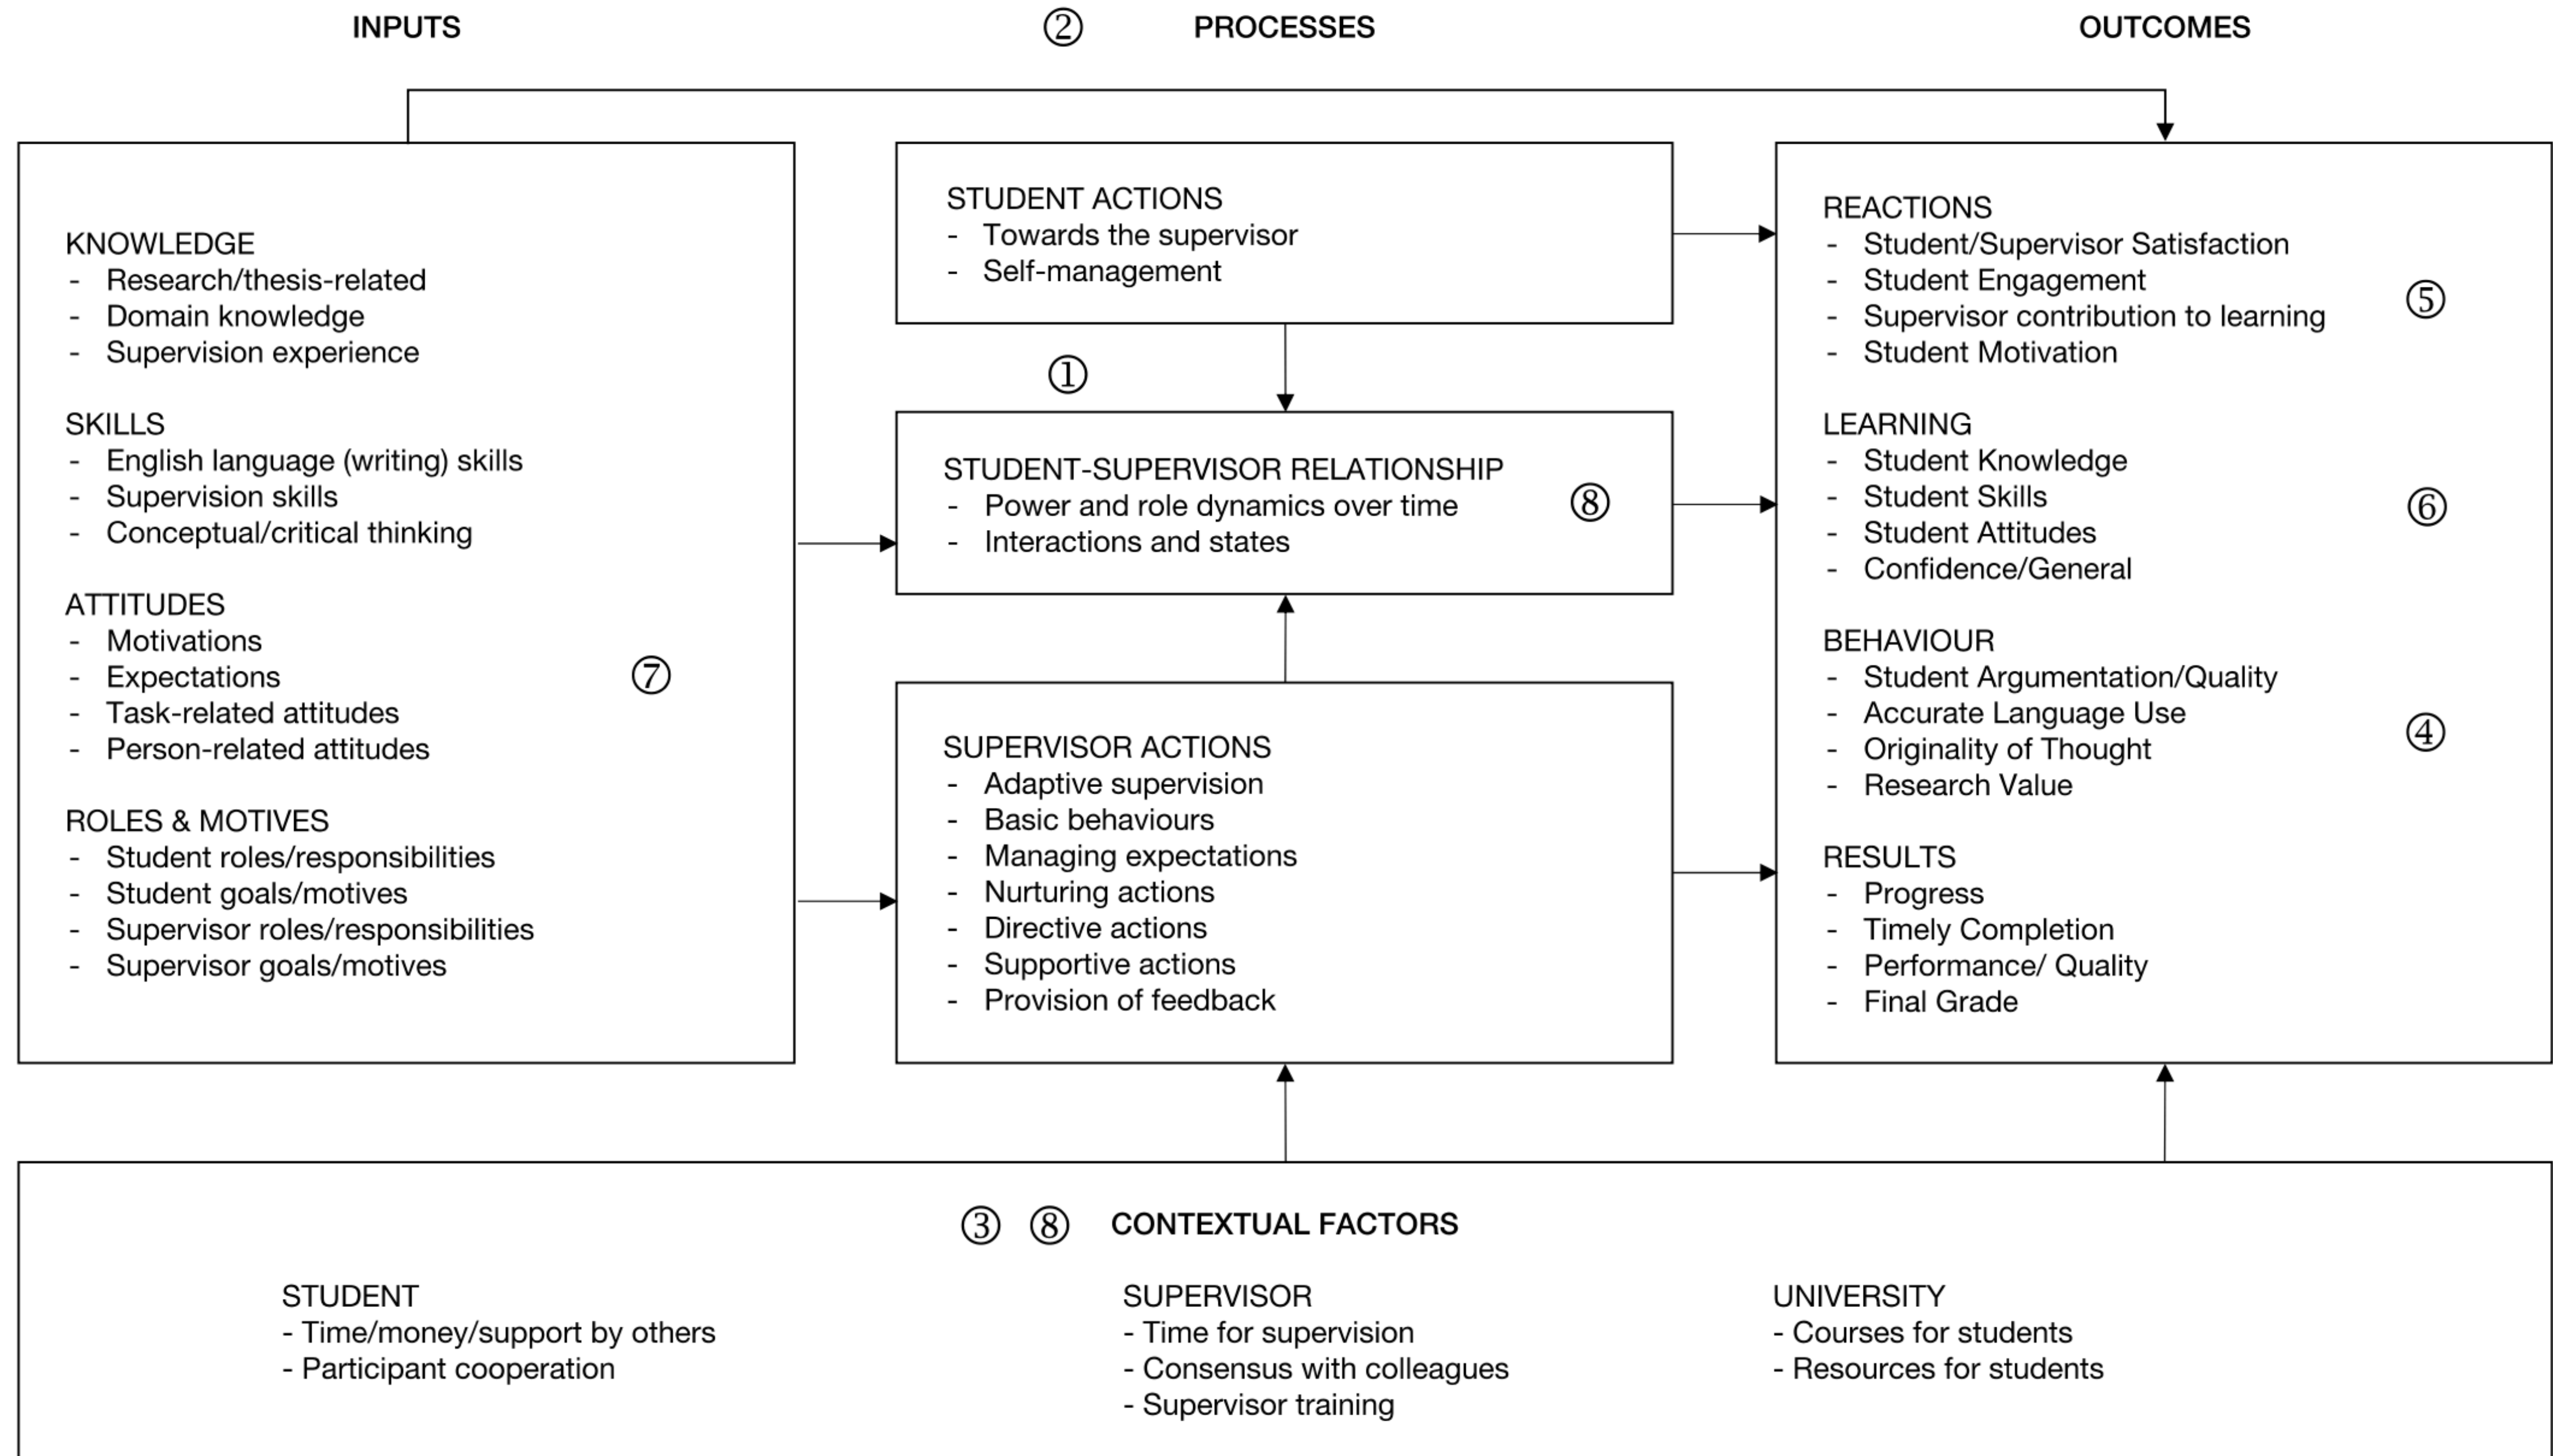 INPUTS
② PROCESSES
OUTCOMES
KNOWLEDGE
- Research/thesis-related
- Domain knowledge
- Supervision experience
SKILLS
- English language (writing) skills
- Supervision skills
- Conceptual/critical thinking
ATTITUDES
- Motivations
- Expectations
- Task-related attitudes
- Person-related attitudes
⑦
ROLES & MOTIVES
- Student roles/responsibilities
- Student goals/motives
- Supervisor roles/responsibilities
- Supervisor goals/motives
STUDENT ACTIONS
- Towards the supervisor
- Self-management
①
STUDENT-SUPERVISOR RELATIONSHIP
- Power and role dynamics over time
- Interactions and states
⑧
SUPERVISOR ACTIONS
- Adaptive supervision
- Basic behaviours
- Managing expectations
- Nurturing actions
- Directive actions
- Supportive actions
- Provision of feedback
REACTIONS
- Student/Supervisor Satisfaction
- Student Engagement
- Supervisor contribution to learning
- Student Motivation
⑤
LEARNING
- Student Knowledge
- Student Skills
- Student Attitudes
- Confidence/General
⑥
BEHAVIOUR
- Student Argumentation/Quality
- Accurate Language Use
- Originality of Thought
- Research Value
④
RESULTS
- Progress
- Timely Completion
- Performance/ Quality
- Final Grade
③ ⑧ CONTEXTUAL FACTORS
STUDENT
- Time/money/support by others
- Participant cooperation
SUPERVISOR
- Time for supervision
- Consensus with colleagues
- Supervisor training
UNIVERSITY
- Courses for students
- Resources for students